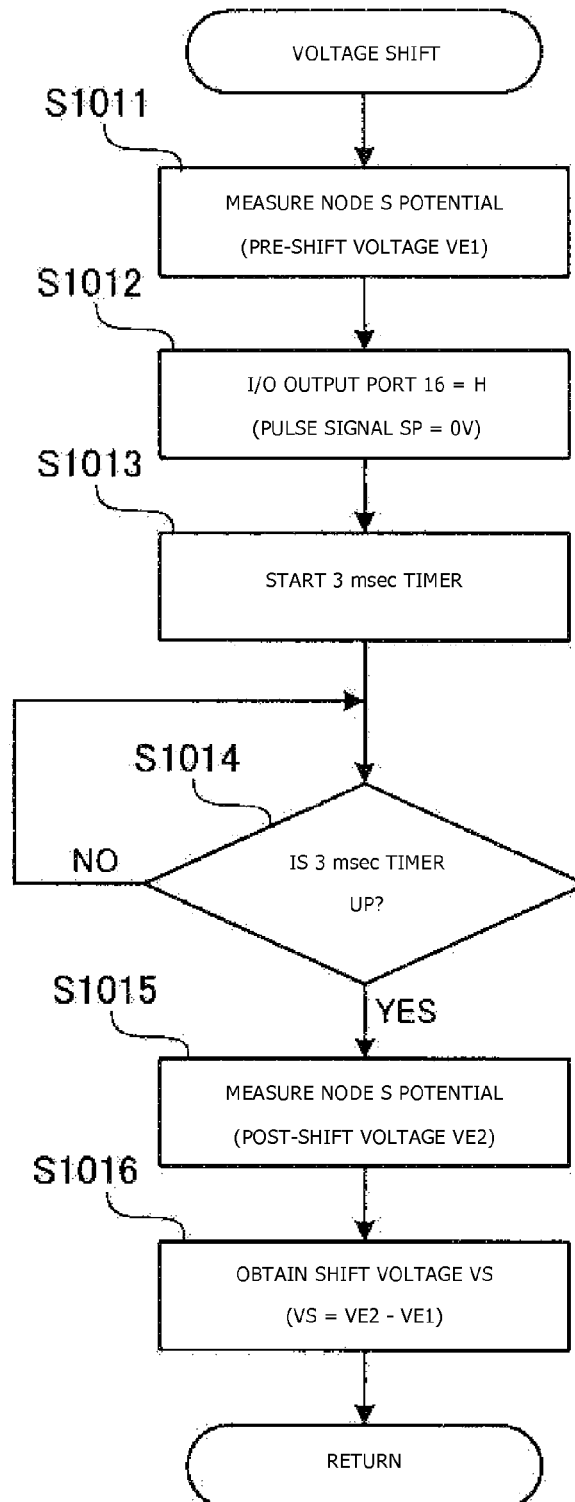 VOLTAGE SHIFT
S1011
MEASURE NODE S POTENTIAL
(PRE-SHIFT VOLTAGE VE1)
S1012
I/O OUTPUT PORT 16 = H
(PULSE SIGNAL SP = 0V)
S1013
START 3 msec TIMER
S1014
IS 3 msec TIMER
UP?
NO
YES
S1015
MEASURE NODE S POTENTIAL
(POST-SHIFT VOLTAGE VE2)
S1016
OBTAIN SHIFT VOLTAGE VS
(VS = VE2 - VE1)
RETURN